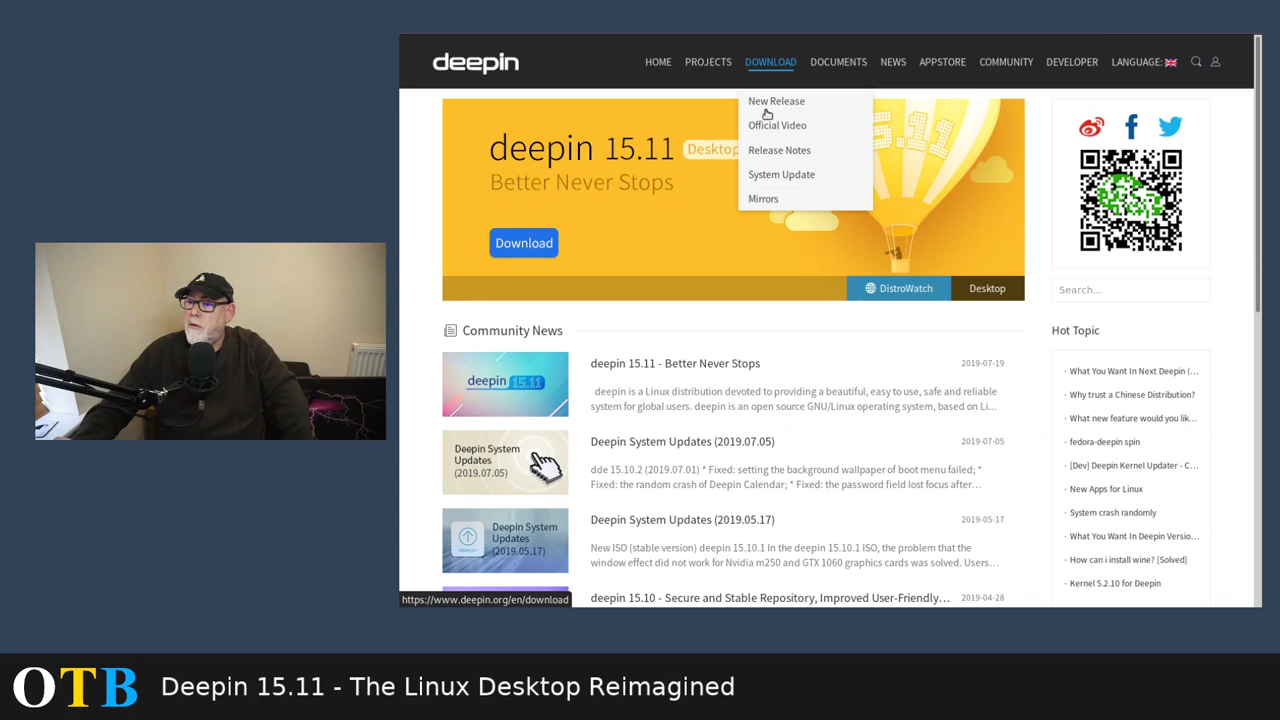 deepin
HOME PROJECTS DOWNLOAD DOCUMENTS NEWS APPSTORE COMMUNITY DEVELOPER LANGUAGE:
New Release
Official Video
Release Notes
System Update
Mirrors
deepin 15.11 Desktop
Better Never Stops
Download
15.11
DistroWatch Desktop
Search...
Community News
Hot Topic
deepin 15.11
deepin 15.11 - Better Never Stops 2019-07-19
deepin is a Linux distribution devoted to providing a beautiful, easy to use, safe and reliable
system for global users. deepin is an open source GNU/Linux operating system, based on Li...
Deepin System
Updates
(2019.07.05)
Deepin System Updates (2019.07.05) 2019-07-05
dde 15.10.2 (2019.07.01) * Fixed: setting the background wallpaper of boot menu failed; *
Fixed: the random crash of Deepin Calendar; * Fixed: the password field lost focus after...
Deepin System
Updates
(2019.05.17)
Deepin System Updates (2019.05.17) 2019-05-17
New ISO (stable version) deepin 15.10.1 In the deepin 15.10.1 ISO, the problem that the
window effect did not work for Nvidia m250 and GTX 1060 graphics cards was solved. Users...
deepin 15.10 - Secure and Stable Repository, Improved User-Friendly... 2019-04-28
· What You Want In Next Deepin (...
· Why trust a Chinese Distribution?
· What new feature would you lik...
· fedora-deepin spin
· [Dev] Deepin Kernel Updater - C...
· New Apps for Linux
· System crash randomly
· What You Want In Deepin Versio...
· How can i install wine? [Solved]
· Kernel 5.2.10 for Deepin
https://www.deepin.org/en/download
OTB Deepin 15.11 - The Linux Desktop Reimagined